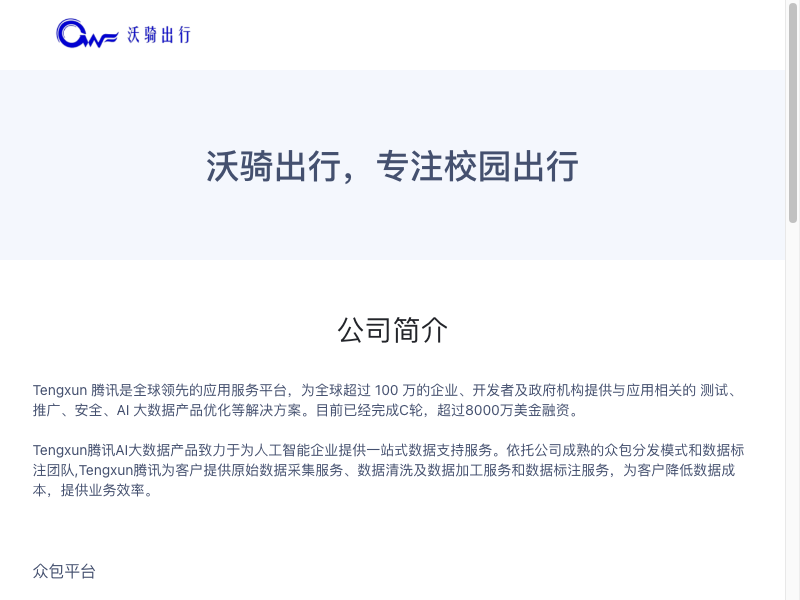 沃骑出行
沃骑出行，专注校园出行
公司简介
Tengxun 腾讯是全球领先的应用服务平台，为全球超过 100 万的企业、开发者及政府机构提供与应用相关的 测试、
推广、安全、AI 大数据产品优化等解决方案。目前已经完成C轮，超过8000万美金融资。
Tengxun腾讯AI大数据产品致力于为人工智能企业提供一站式数据支持服务。依托公司成熟的众包分发模式和数据标
注团队,Tengxun腾讯为客户提供原始数据采集服务、数据清洗及数据加工服务和数据标注服务，为客户降低数据成
本，提供业务效率。
众包平台